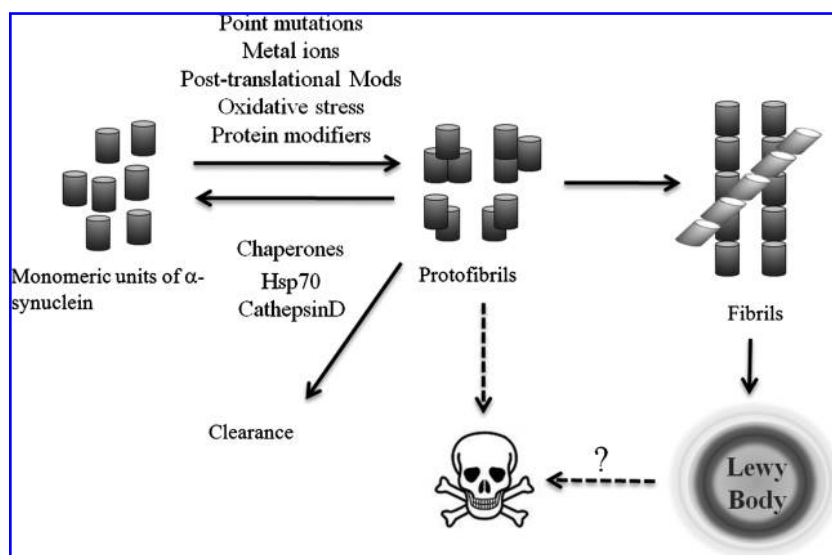 Point mutations
Metal ions
Post-translational Mods
Oxidative stress
Protein modifiers
Monomeric units of α-
synuclein
Chaperones
Hsp70
CathepsinD
Protofibrils
Fibrils
Clearance
?
Lewy
Body